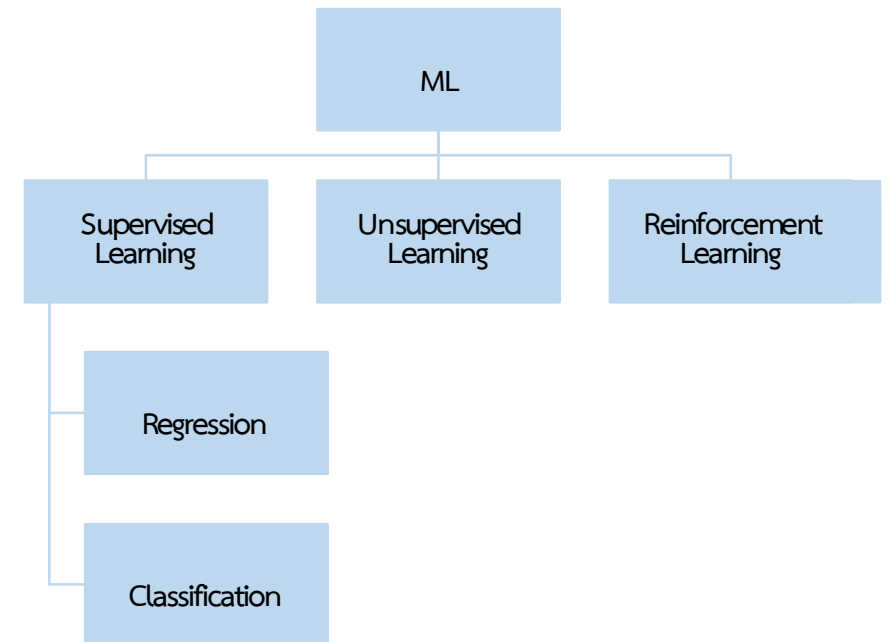 ML
Supervised
Learning
Unsupervised
Learning
Reinforcement
Learning
Regression
Classification